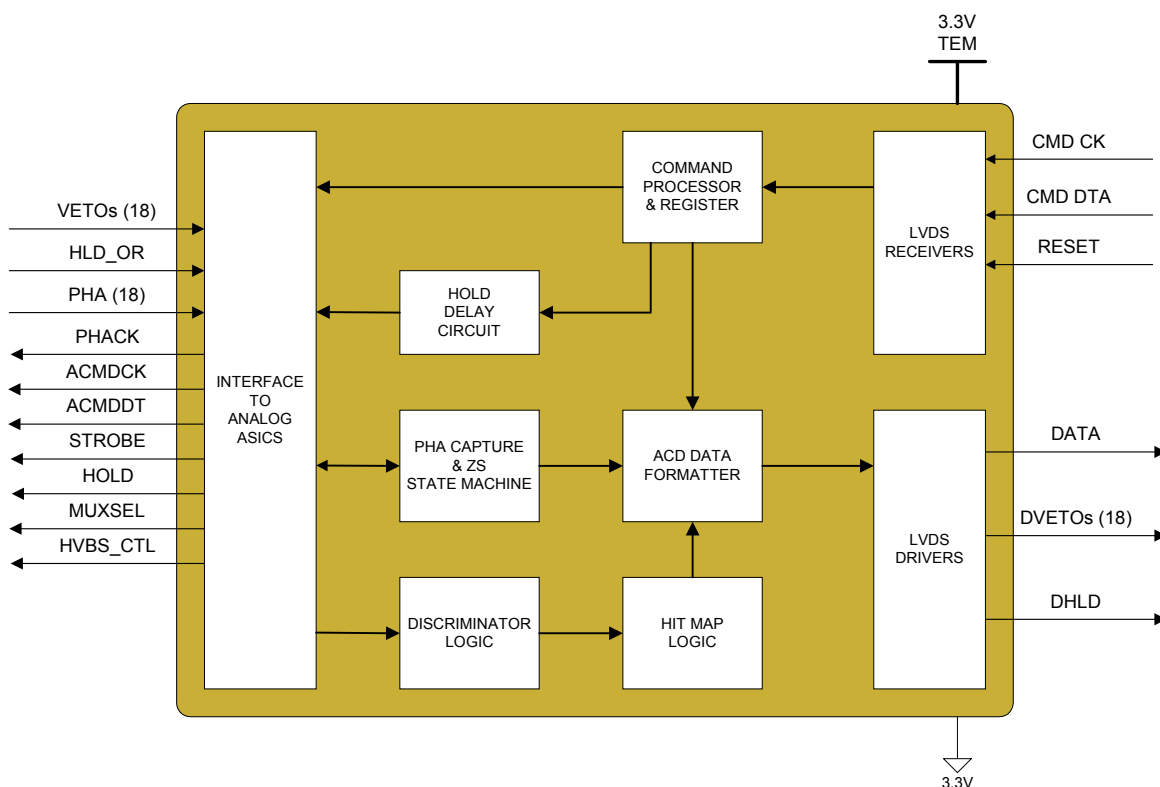 3.3V
TEM
CMD CK
CMD DTA
RESET
VETOs (18)
HLD_OR
PHA (18)
PHACK
ACMDCK
ACMDDT
STROBE
HOLD
MUXSEL
HVBS_CTL
INTERFACE
TO
ANALOG
ASICS
COMMAND
PROCESSOR
& REGISTER
LVDS
RECEIVERS
HOLD
DELAY
CIRCUIT
PHA CAPTURE
& ZS
STATE MACHINE
ACD DATA
FORMATTER
LVDS
DRIVERS
DISCRIMINATOR
LOGIC
HIT MAP
LOGIC
DATA
DVETOs (18)
DHLD
3.3V